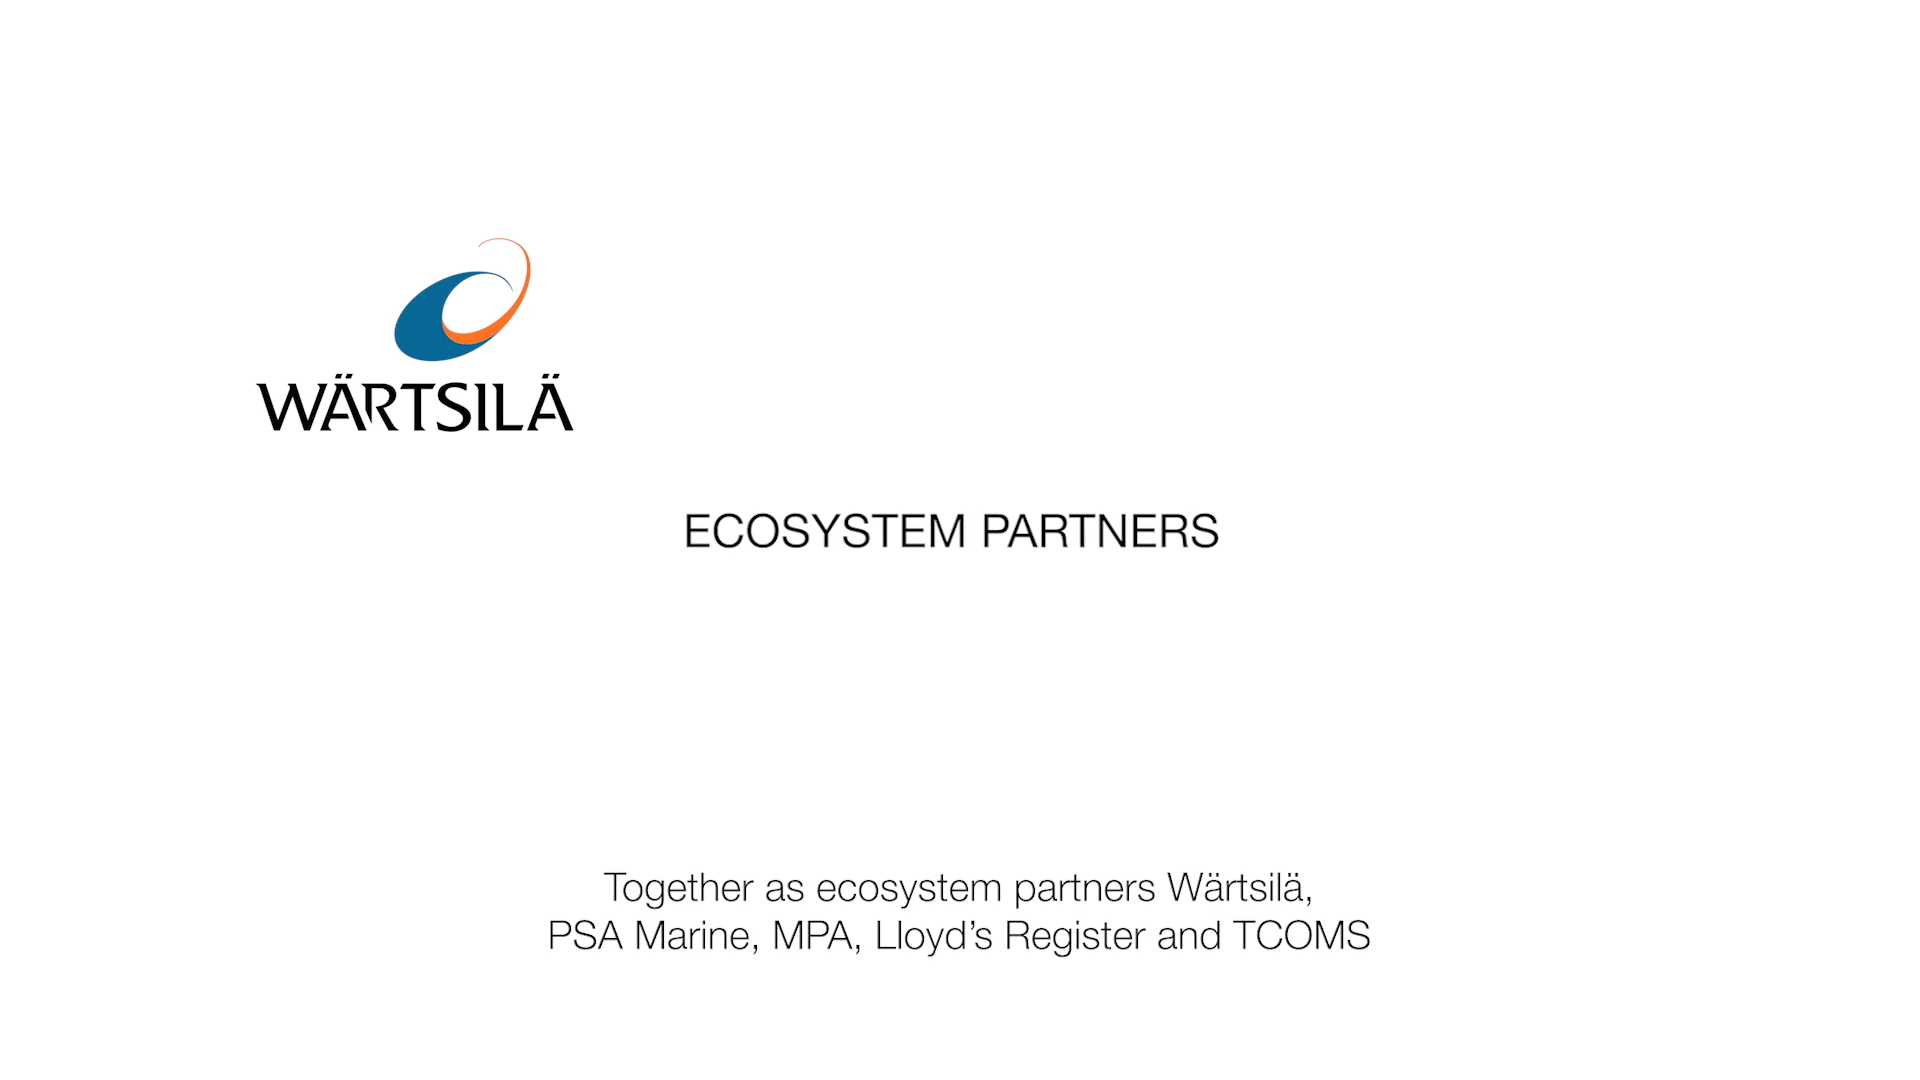 WÄRTSILÄ
ECOSYSTEM PARTNERS
Together as ecosystem partners Wärtsilä,
PSA Marine, MPA, Lloyd’s Register and TCOMS